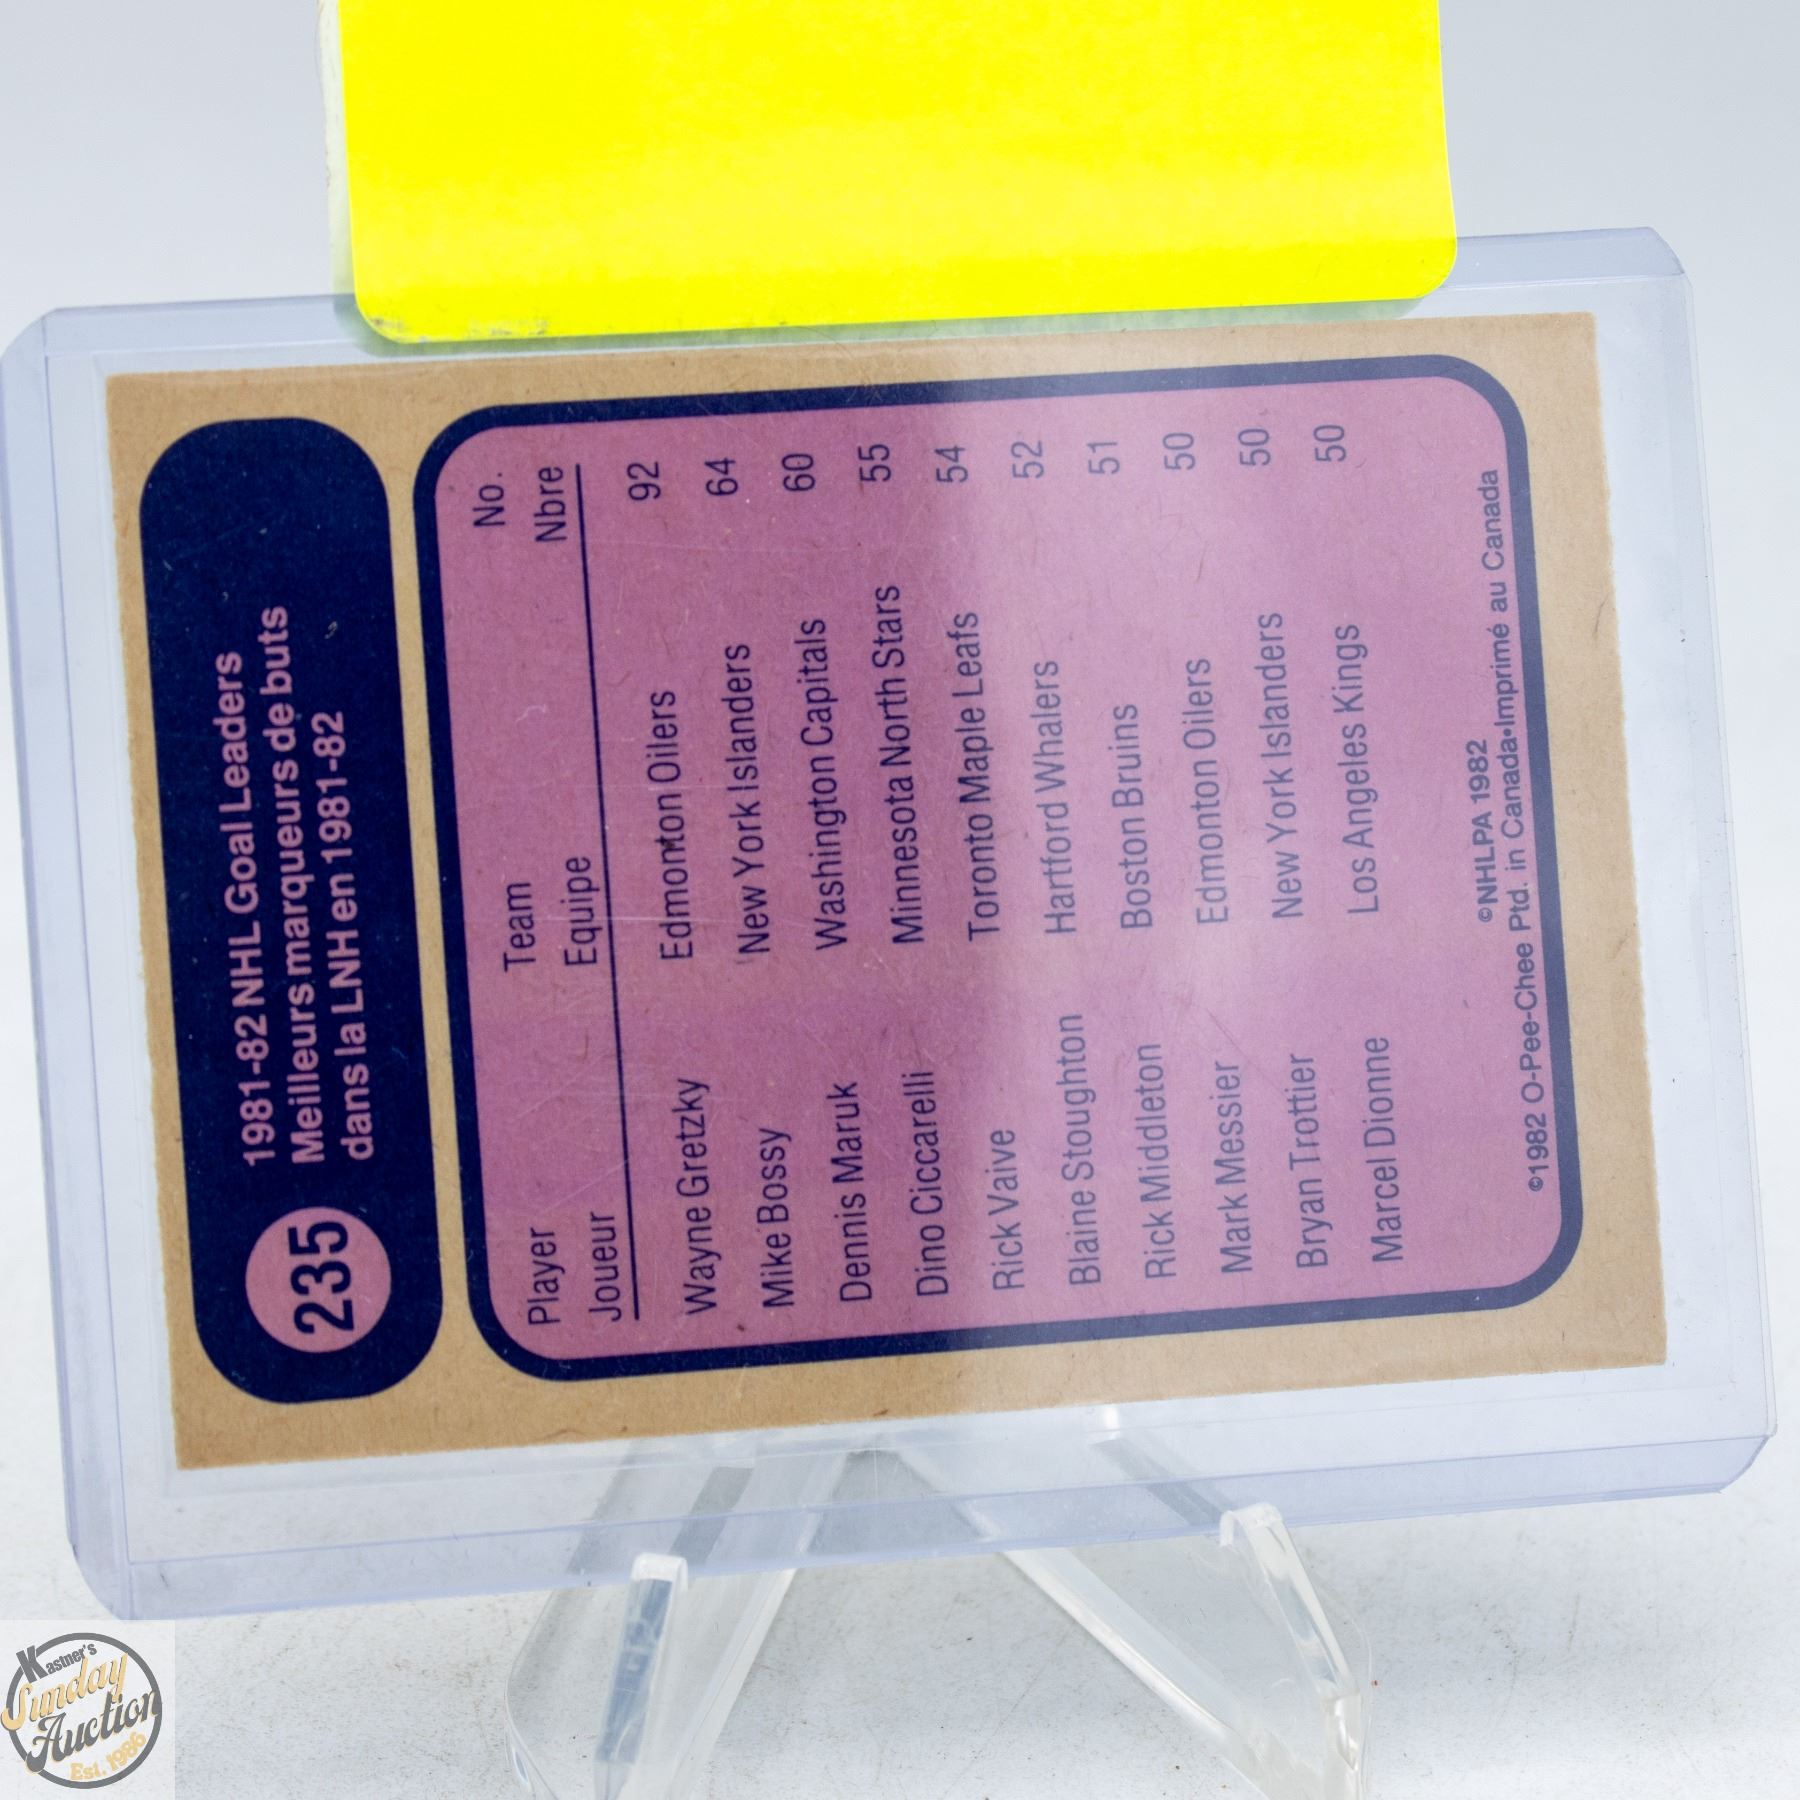 235
1981-82 NHL Goal Leaders
Meilleurs marqueurs de buts
dans la LNH en 1981-82
Player Team No.
Joueur Equipe Nbre
Wayne Gretzky Edmonton Oilers 92
Mike Bossy New York Islanders 64
Dennis Maruk Washington Capitals 60
Dino Ciccarelli Minnesota North Stars 55
Rick Vaive Toronto Maple Leafs 54
Blaine Stoughton Hartford Whalers 52
Rick Middleton Boston Bruins 51
Mark Messier Edmonton Oilers 50
Bryan Trottier New York Islanders 50
Marcel Dionne Los Angeles Kings 50
©NHLPA 1982
©1982 O-Pee-Chee Ptd. in Canada•Imprimé au Canada
Kastner's
Sunday
Auction
Est. 1986